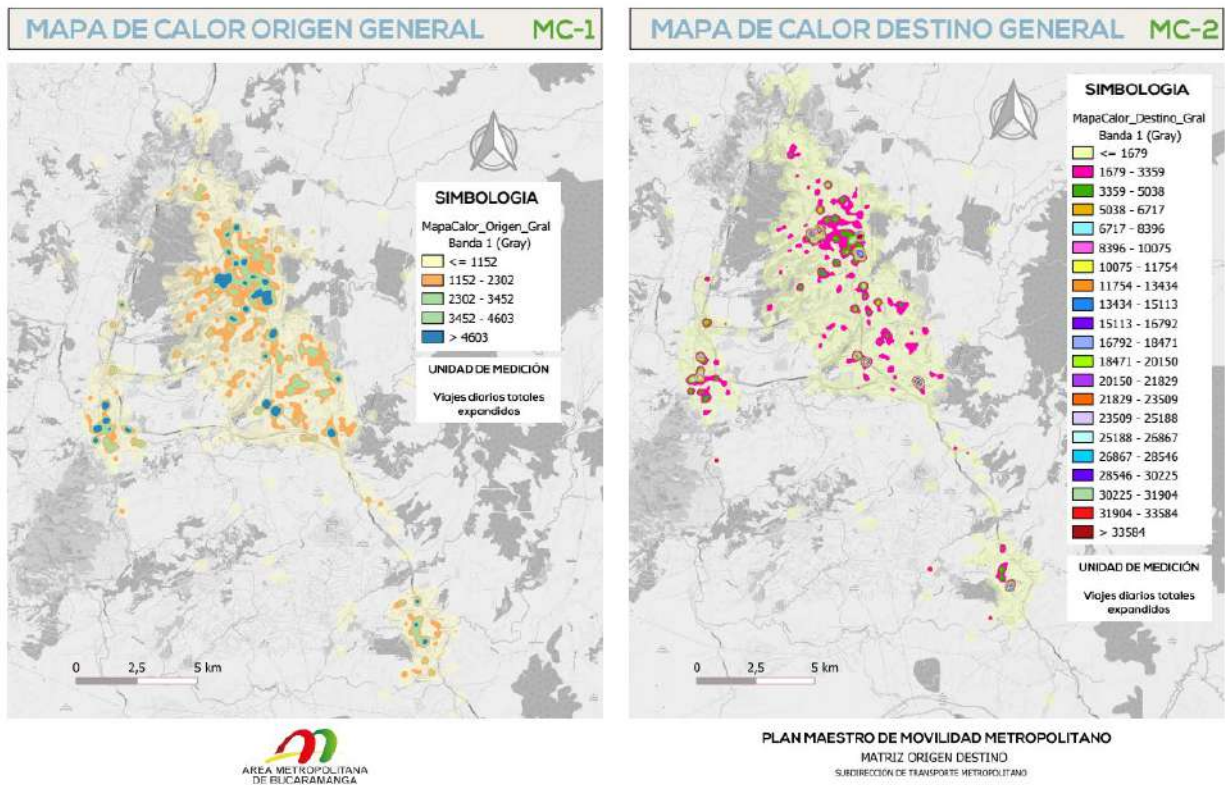 MAPA DE CALOR ORIGEN GENERAL MC-1
SIMBOLOGIA
MapaCalor_Origen_Gral
Banda 1 (Gray)
<= 1152
1152 - 2302
2302 - 3452
3452 - 4603
> 4603
UNIDAD DE MEDICIÓN
Viajes diarios totales
expandidos
0 2,5 5 km
AREA METROPOLITANA
DE BUCARAMANGA
MAPA DE CALOR DESTINO GENERAL MC-2
SIMBOLOGIA
MapaCalor_Destino_Gral
Banda 1 (Gray)
<= 1679
1679 - 3359
3359 - 5038
5038 - 6717
6717 - 8396
8396 - 10075
10075 - 11754
11754 - 13434
13434 - 15113
15113 - 16792
16792 - 18471
18471 - 20150
20150 - 21829
21829 - 23509
23509 - 25188
25188 - 26867
26867 - 28546
28546 - 30225
30225 - 31904
31904 - 33584
> 33584
UNIDAD DE MEDICIÓN
Viajes diarios totales
expandidos
0 2,5 5 km
PLAN MAESTRO DE MOVILIDAD METROPOLITANO
MATRIZ ORIGEN DESTINO
SUBDIRECCIÓN DE TRANSPORTE METROPOLITANO